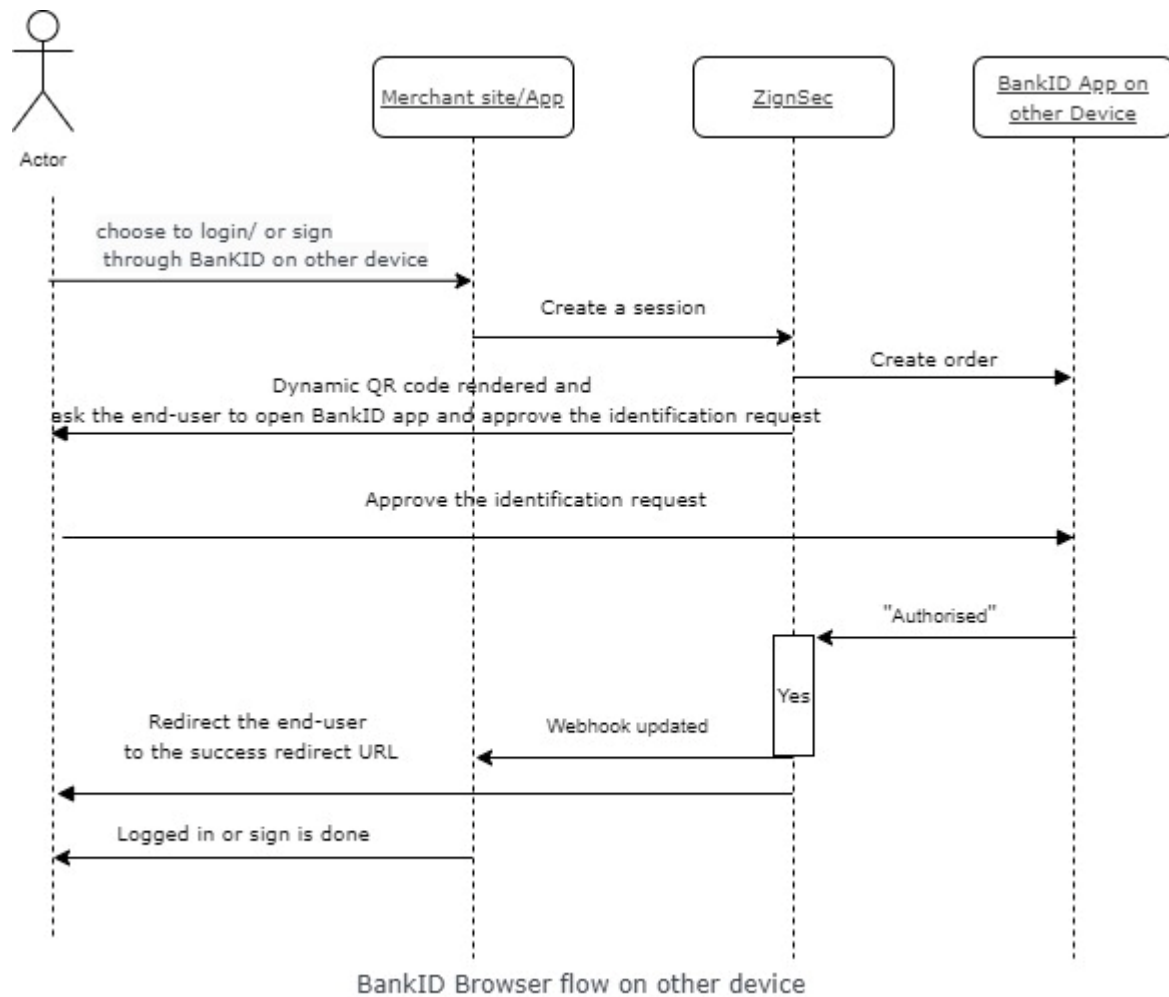 Actor
Merchant site/App
ZignSec
BankID App on
other Device
choose to login/ or sign
through BanKID on other device
Create a session
Create order
Dynamic QR code rendered and
ask the end-user to open BankID app and approve the identification request
Approve the identification request
"Authorised"
Yes
Webhook updated
Redirect the end-user
to the success redirect URL
Logged in or sign is done
BankID Browser flow on other device